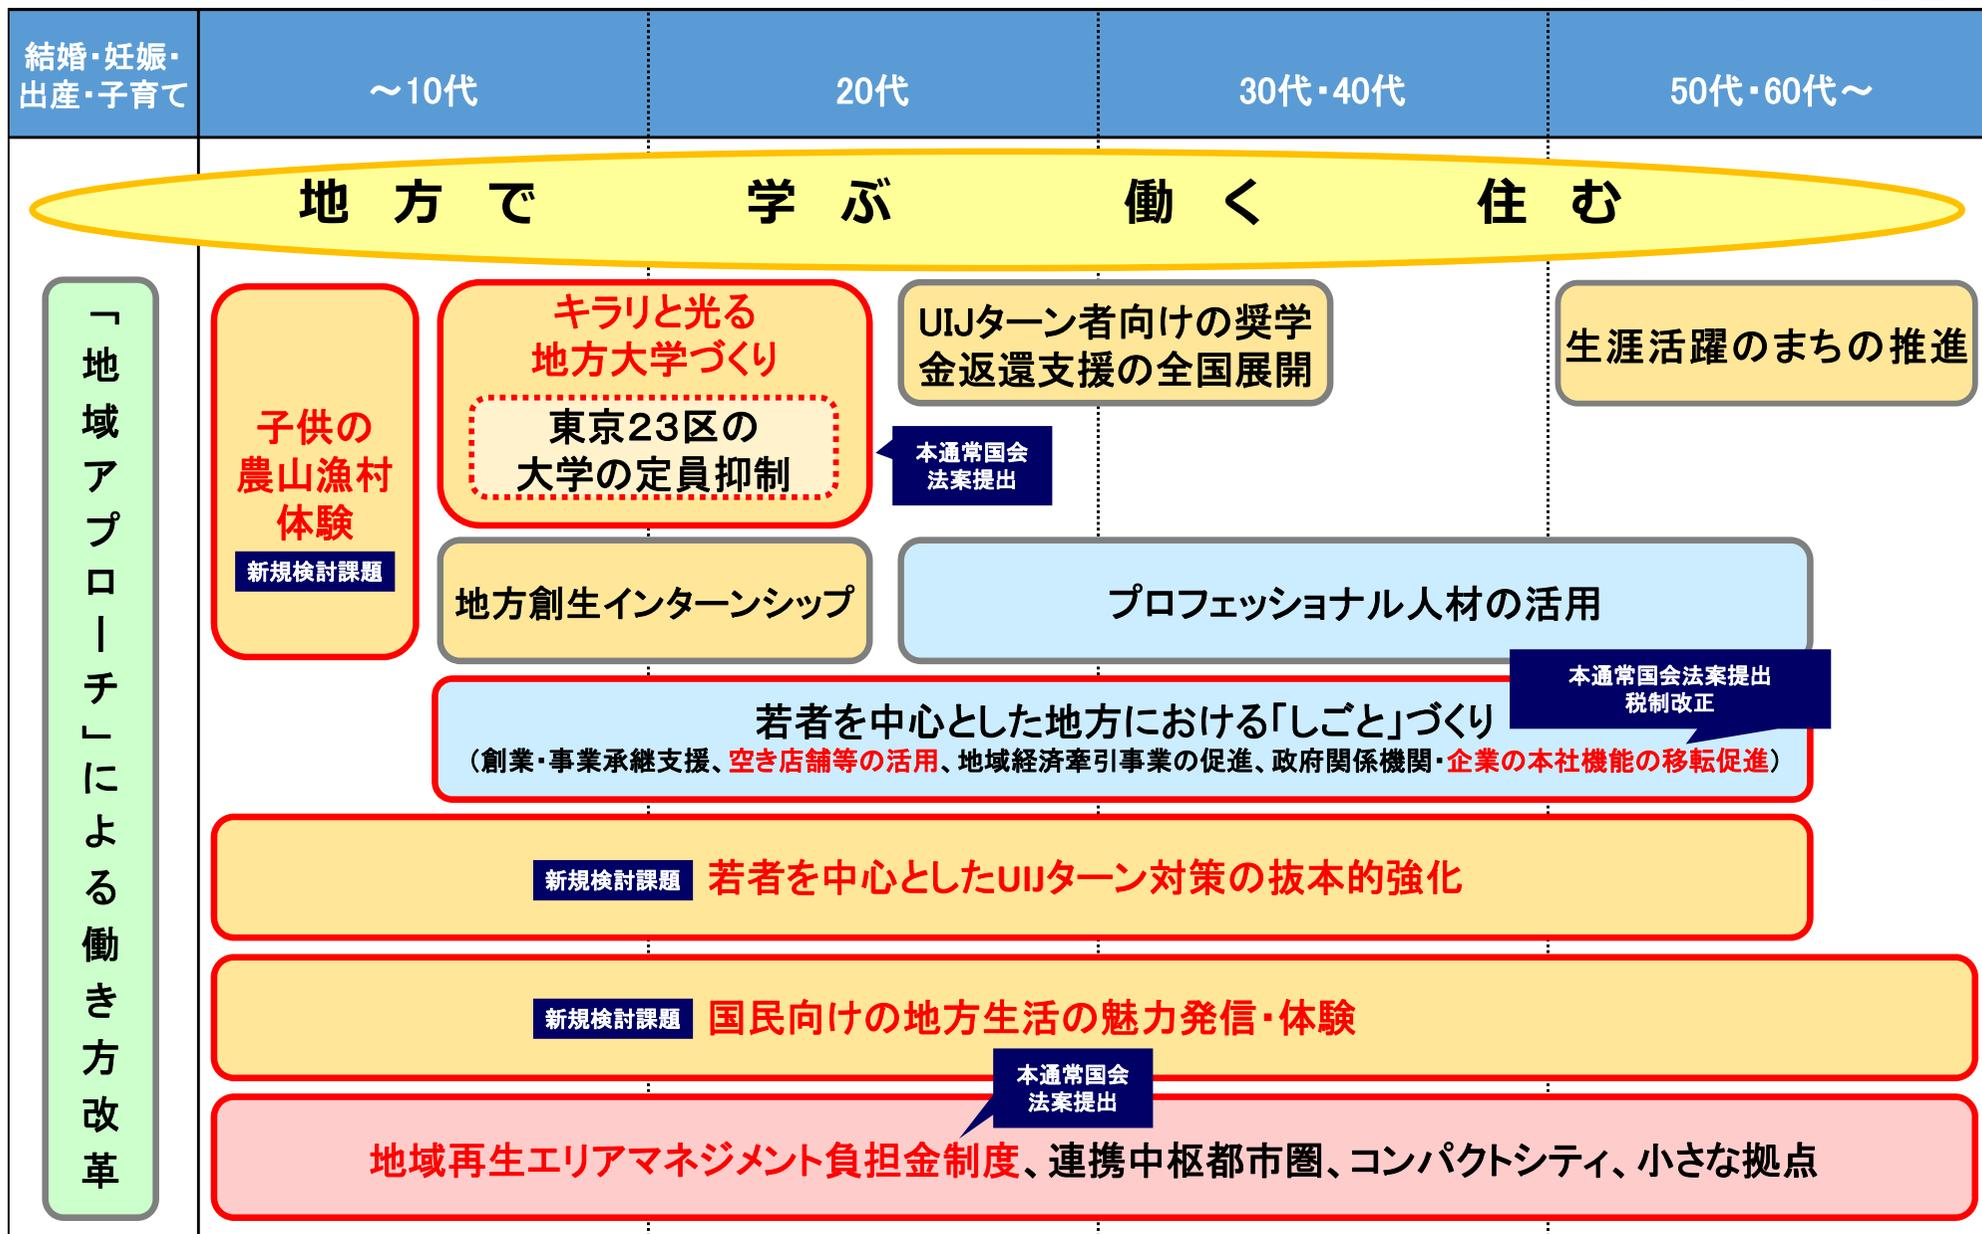 結婚・妊娠・
出産・子育て
～10代
20代
30代・40代
50代・60代～
地方で 学ぶ 働く 住む
「地域アプローチ」による働き方改革
子供の
農山漁村
体験
新規検討課題
キラリと光る
地方大学づくり
東京２３区の
大学の定員抑制
本通常国会
法案提出
UIJターン者向けの奨学
金返還支援の全国展開
生涯活躍のまちの推進
地方創生インターンシップ
プロフェッショナル人材の活用
本通常国会法案提出
税制改正
若者を中心とした地方における「しごと」づくり
（創業・事業承継支援、空き店舗等の活用、地域経済牽引事業の促進、政府関係機関・企業の本社機能の移転促進）
新規検討課題 若者を中心としたUIJターン対策の抜本的強化
新規検討課題 国民向けの地方生活の魅力発信・体験
本通常国会
法案提出
地域再生エリアマネジメント負担金制度、連携中枢都市圏、コンパクトシティ、小さな拠点